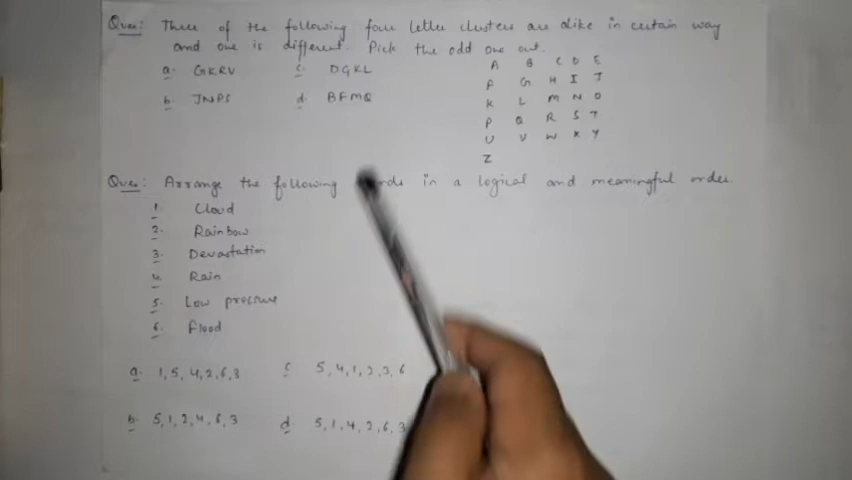 Ques: Three of the following four letter clusters are alike in certain way
and one is different. Pick the odd one out.
a. GKRV c. DGKL
b. JNPS d. BFMQ
A B C D E
F G H I J
K L M N O
P Q R S T
U V W X Y
Z
Ques: Arrange the following in a logical and meaningful order
1. Cloud
2. Rainbow
3. Devastation
4. Rain
5. Low pressure
6. Flood
a. 1, 5, 4, 2, 6, 3 c 5, 4, 1, 2, 3, 6
b. 5, 1, 2, 4, 6, 3 d. 5, 1, 4, 2, 6, 3